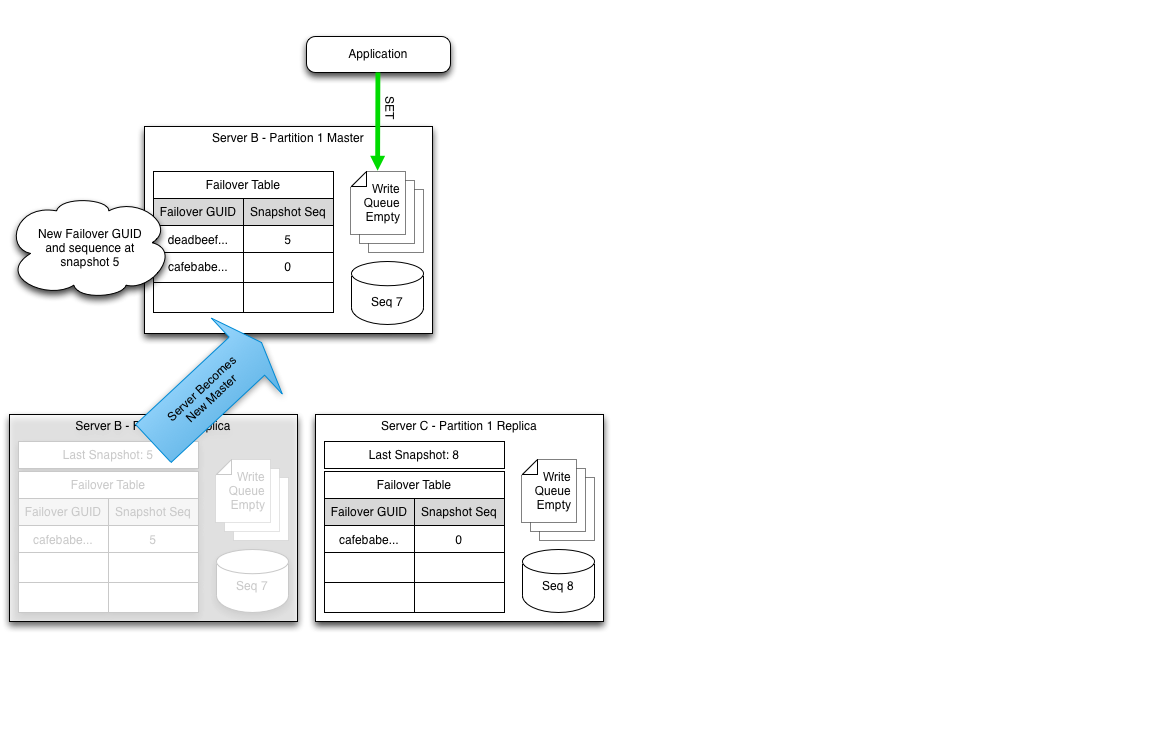 Application
SET
Server B - Partition 1 Master
Failover Table
Failover GUID Snapshot Seq
deadbeef... 5
cafebabe... 0
Write
Queue
Empty
Seq 7
New Failover GUID
and sequence at
snapshot 5
Server Becomes
New Master
Server B - P plica
Last Snapshot: 5
Failover Table
Failover GUID Snapshot Seq
cafebabe... 5
Write
Queue
Empty
Seq 7
Server C - Partition 1 Replica
Last Snapshot: 8
Failover Table
Failover GUID Snapshot Seq
cafebabe... 0
Write
Queue
Empty
Seq 8